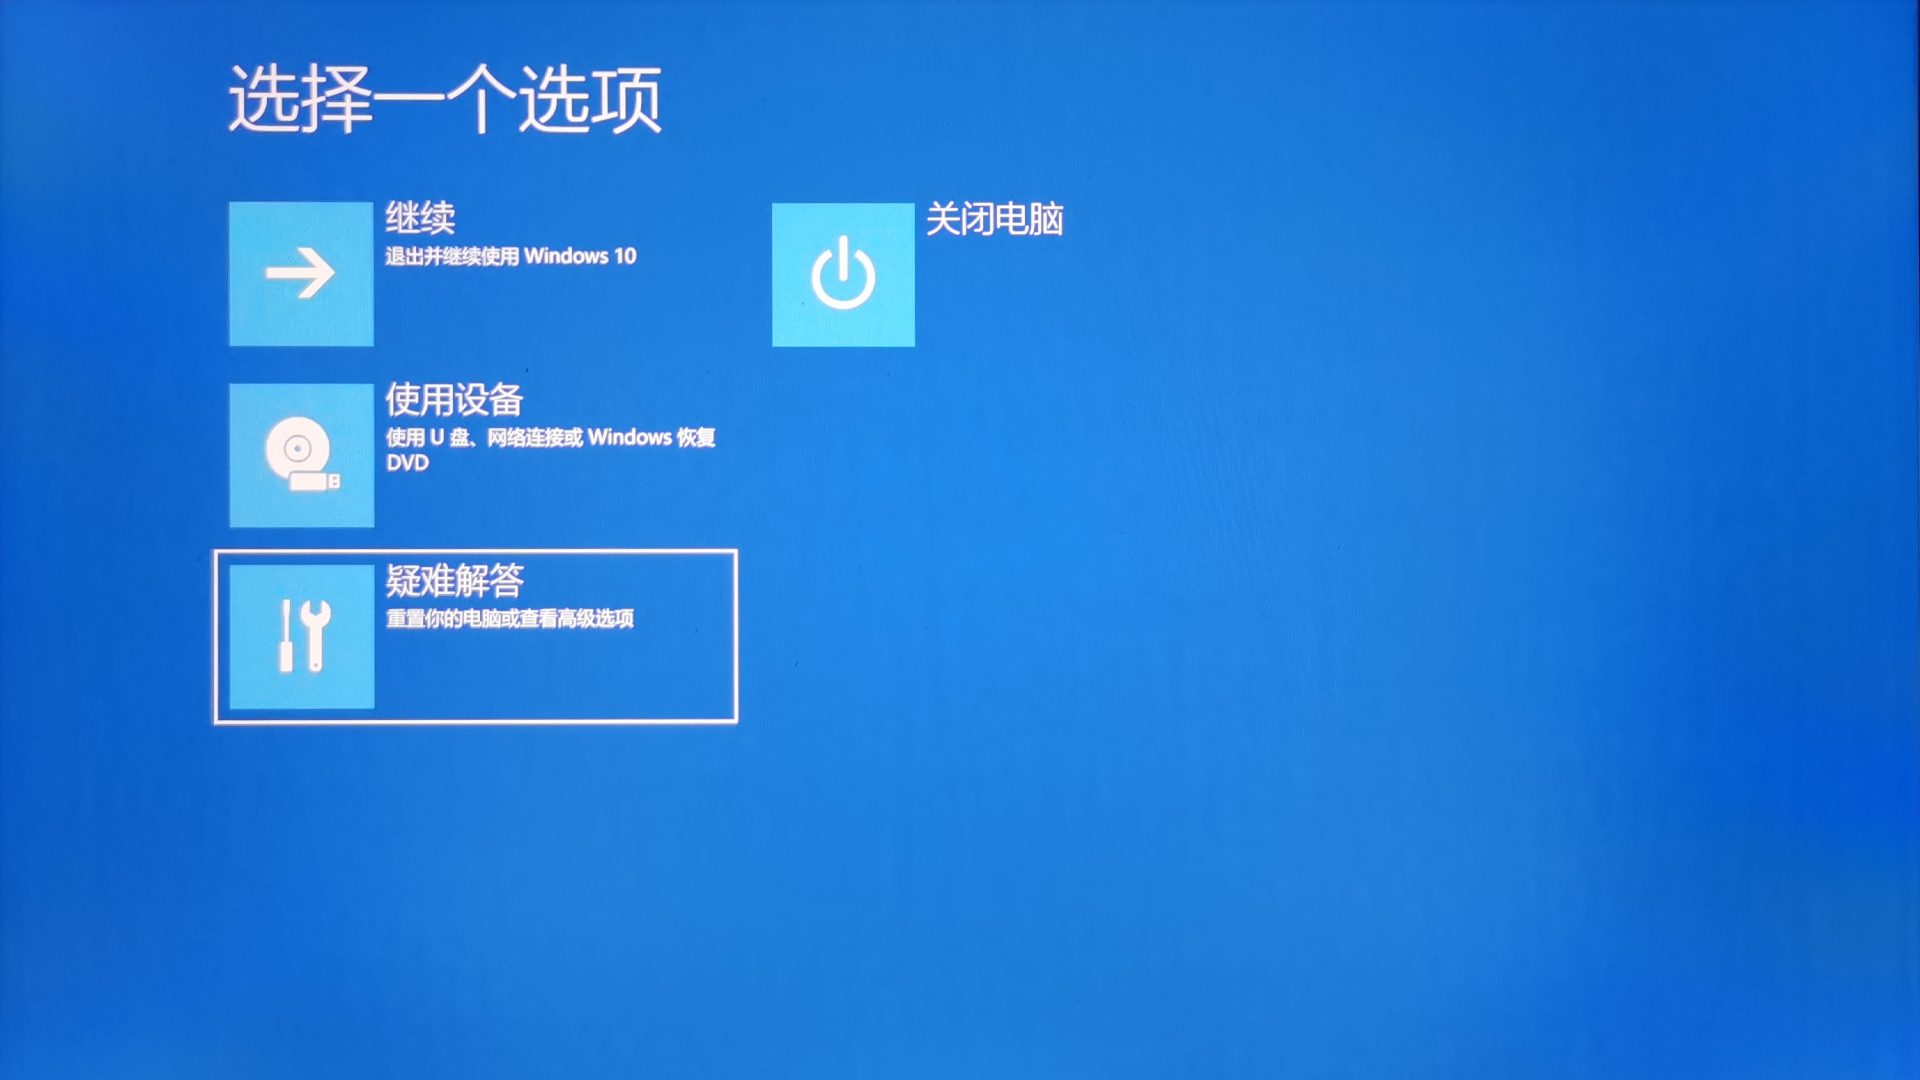 选择一个选项
继续
退出并继续使用 Windows 10
关闭电脑
使用设备
使用 U 盘、网络连接或 Windows 恢复
DVD
疑难解答
重置你的电脑或查看高级选项